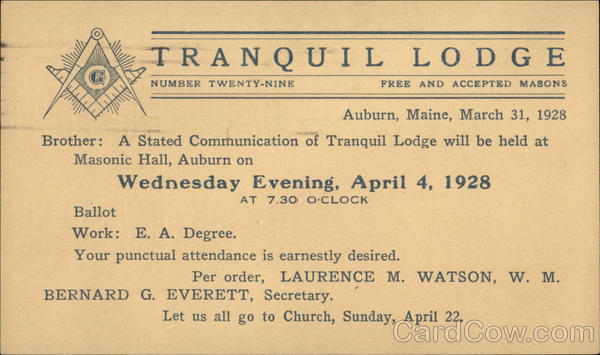 G
TRANQUIL LODGE
NUMBER TWENTY-NINE FREE AND ACCEPTED MASONS
Auburn, Maine, March 31, 1928
Brother: A Stated Communication of Tranquil Lodge will be held at
Masonic Hall, Auburn on
Wednesday Evening, April 4, 1928
AT 7.30 O'CLOCK
Ballot
Work: E. A. Degree.
Your punctual attendance is earnestly desired.
Per order, LAURENCE M. WATSON, W. M.
BERNARD G. EVERETT, Secretary.
Let us all go to Church, Sunday, April 22.
CardCow.com